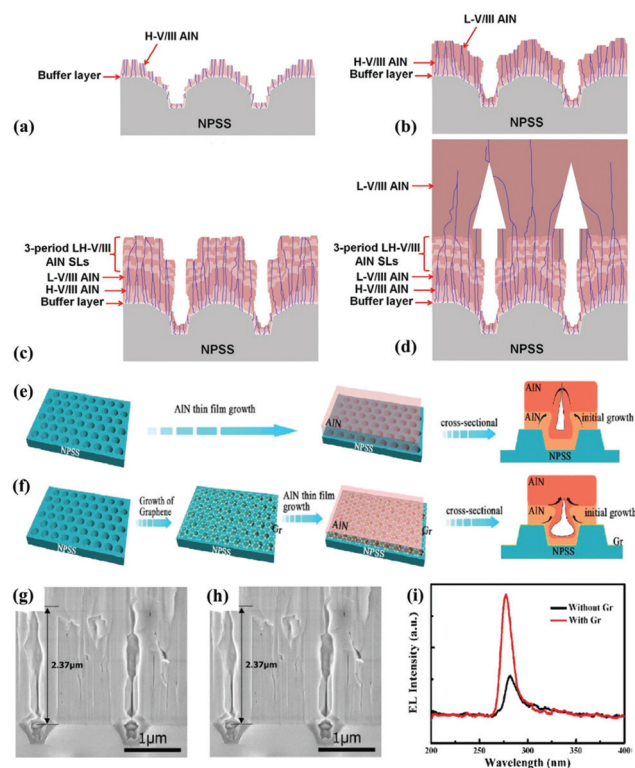 H-V/III AlN
Buffer layer
NPSS
(a)
L-V/III AlN
H-V/III AlN
Buffer layer
NPSS
(b)
3-period LH-V/III
AlN SLs
L-V/III AlN
H-V/III AlN
Buffer layer
NPSS
(c)
L-V/III AlN
3-period LH-V/III
AlN SLs
L-V/III AlN
H-V/III AlN
Buffer layer
NPSS
(d)
(e)
NPSS
AlN thin film growth
AlN
NPSS
cross-sectional
AlN
AlN
initial growth
NPSS
(f)
NPSS
Growth of
Graphene
Gr
NPSS
AlN thin film
growth
AlN
Gr
NPSS
cross-sectional
AlN
AlN
initial growth
NPSS
Gr
(g)
2.37μm
1μm
(h)
2.37μm
1μm
(i)
Without Gr
With Gr
EL Intensity (a.u.)
200 250 300 350 400
Wavelength (nm)